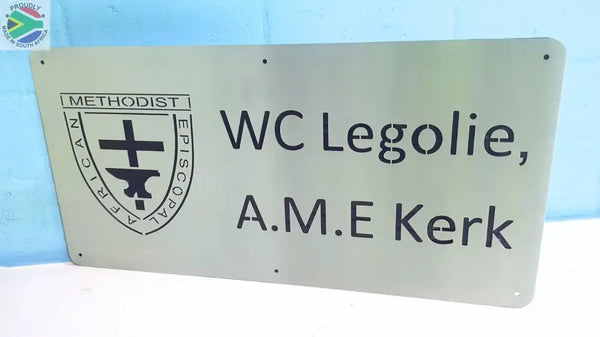 PROUDLY
MADE IN SOUTH AFRICA
METHODIST
AFRICAN
EPISCOPAL
WC Legolie,
A.M.E Kerk